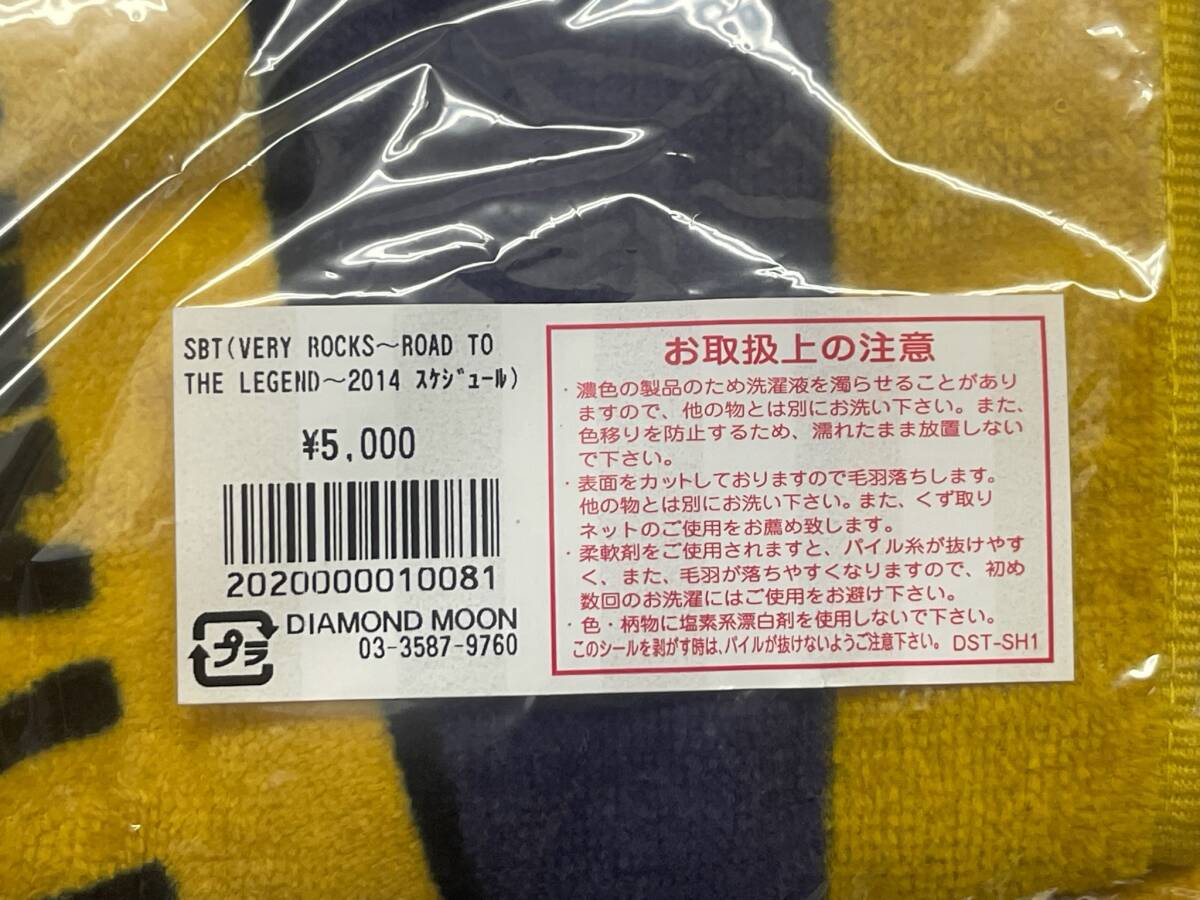 SBT(VERY ROCKS～ROAD TO
THE LEGEND～2014 ｽｹｼﾞｭｰﾙ)
¥5,000
2020000010081
プラ
DIAMOND MOON
03-3587-9760
お取扱上の注意
・濃色の製品のため洗濯液を濁らせることがあり
ますので、他の物とは別にお洗い下さい。また、
色移りを防止するため、濡れたまま放置しない
で下さい。
・表面をカットしておりますので毛羽落ちします。
他の物とは別にお洗い下さい。また、くず取り
ネットのご使用をお薦め致します。
・柔軟剤をご使用されますと、パイル糸が抜けやす
く、また、毛羽が落ちやすくなりますので、初め
数回のお洗濯にはご使用をお避け下さい。
・色・柄物に塩素系漂白剤を使用しないで下さい。
このシールを剥がす時は、パイルが抜けないようご注意下さい。 DST-SH1